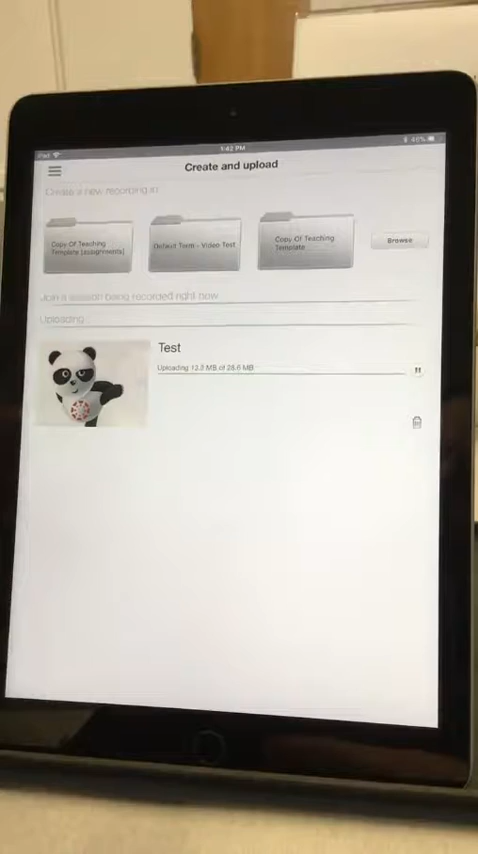 iPad
1:42 PM
46%
Create and upload
Create a new recording in
Copy Of Teaching
Template [assignments]
Default Term - Video Test
Copy Of Teaching
Template
Browse
Join a session being recorded right now
Uploading
Test
Uploading 13.3 MB of 28.6 MB